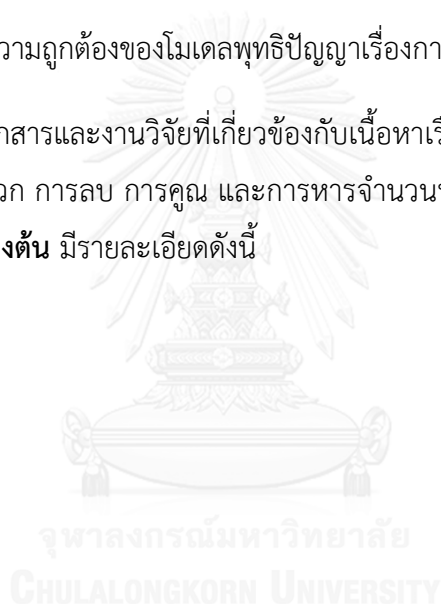 วามถูกต้องของโมเดลพุทธิปัญญาเรื่องกา
กสารและงานวิจัยที่เกี่ยวข้องกับเนื้อหาเรื
วก การลบ การคูณ และการหารจำนวน
งต้น มีรายละเอียดดังนี้
จุฬาลงกรณ์มหาวิทยาลัย
CHULALONGKORN UNIVERSITY